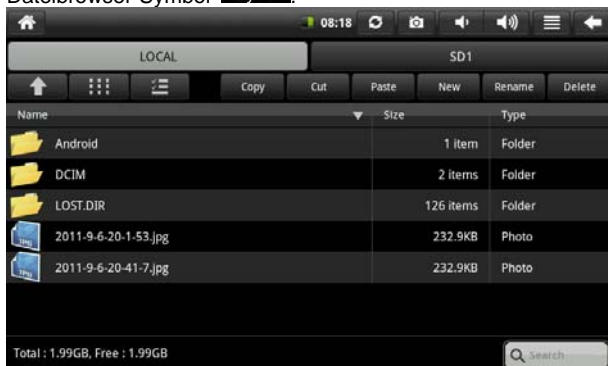 Dateibrowser-Symbol
08:18
LOCAL SD1
Copy Cut Paste New Rename Delete
Name Size Type
Android 1 item Folder
DCIM 2 items Folder
LOST.DIR 126 items Folder
2011-9-6-20-1-53.jpg 232.9KB Photo
2011-9-6-20-41-7.jpg 232.9KB Photo
Total : 1.99GB, Free : 1.99GB Search